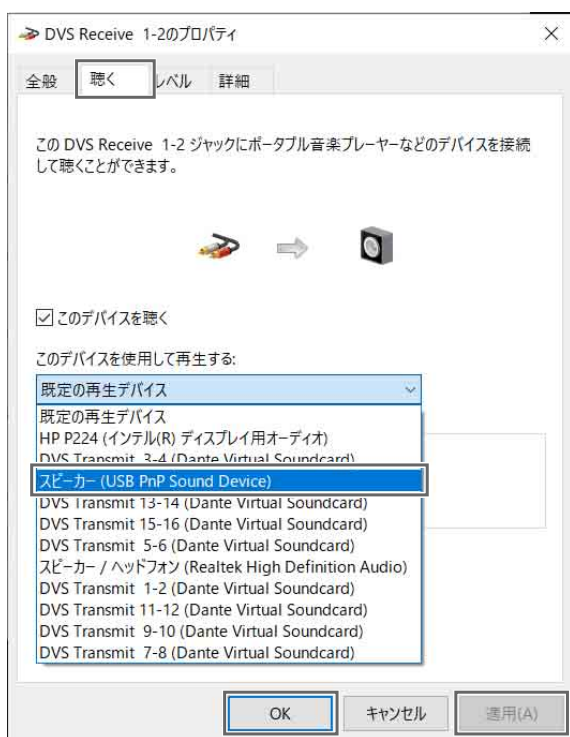 DVS Receive 1-2のプロパティ
全般 聴く レベル 詳細
この DVS Receive 1-2 ジャックにポータブル音楽プレーヤーなどのデバイスを接続
して聴くことができます。
このデバイスを聴く
このデバイスを使用して再生する:
既定の再生デバイス
既定の再生デバイス
HP P224 (インテル(R) ディスプレイ用オーディオ)
DVS Transmit 3-4 (Dante Virtual Soundcard)
スピーカー (USB PnP Sound Device)
DVS Transmit 13-14 (Dante Virtual Soundcard)
DVS Transmit 15-16 (Dante Virtual Soundcard)
DVS Transmit 5-6 (Dante Virtual Soundcard)
スピーカー / ヘッドフォン (Realtek High Definition Audio)
DVS Transmit 1-2 (Dante Virtual Soundcard)
DVS Transmit 11-12 (Dante Virtual Soundcard)
DVS Transmit 9-10 (Dante Virtual Soundcard)
DVS Transmit 7-8 (Dante Virtual Soundcard)
OK キャンセル 適用(A)